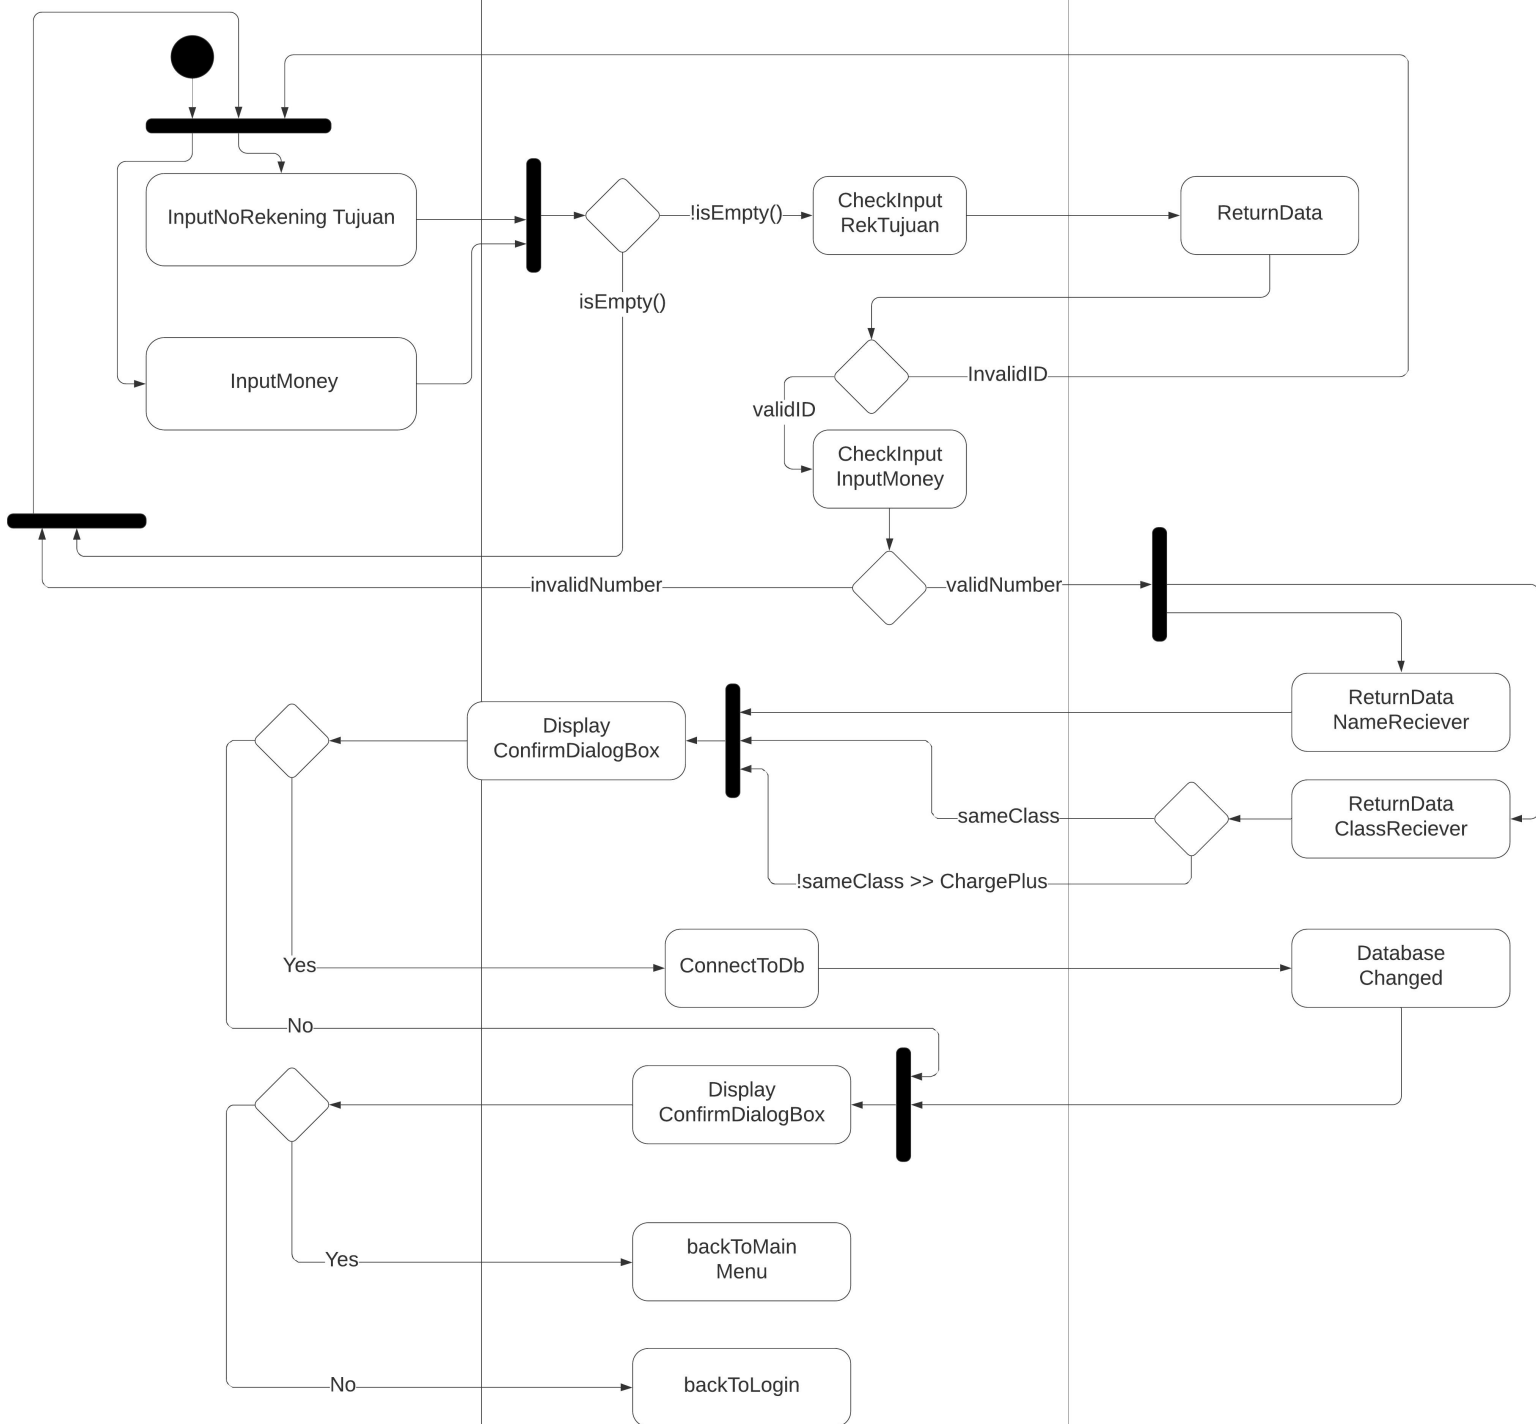 InputNoRekening Tujuan
!isEmpty()
CheckInput
RekTujuan
ReturnData
isEmpty()
InputMoney
InvalidID
validID
CheckInput
InputMoney
invalidNumber
validNumber
Display
ConfirmDialogBox
ReturnData
NameReciever
sameClass
ReturnData
ClassReciever
!sameClass >> ChargePlus
Yes
ConnectToDb
Database
Changed
No
Display
ConfirmDialogBox
Yes
backToMain
Menu
No
backToLogin